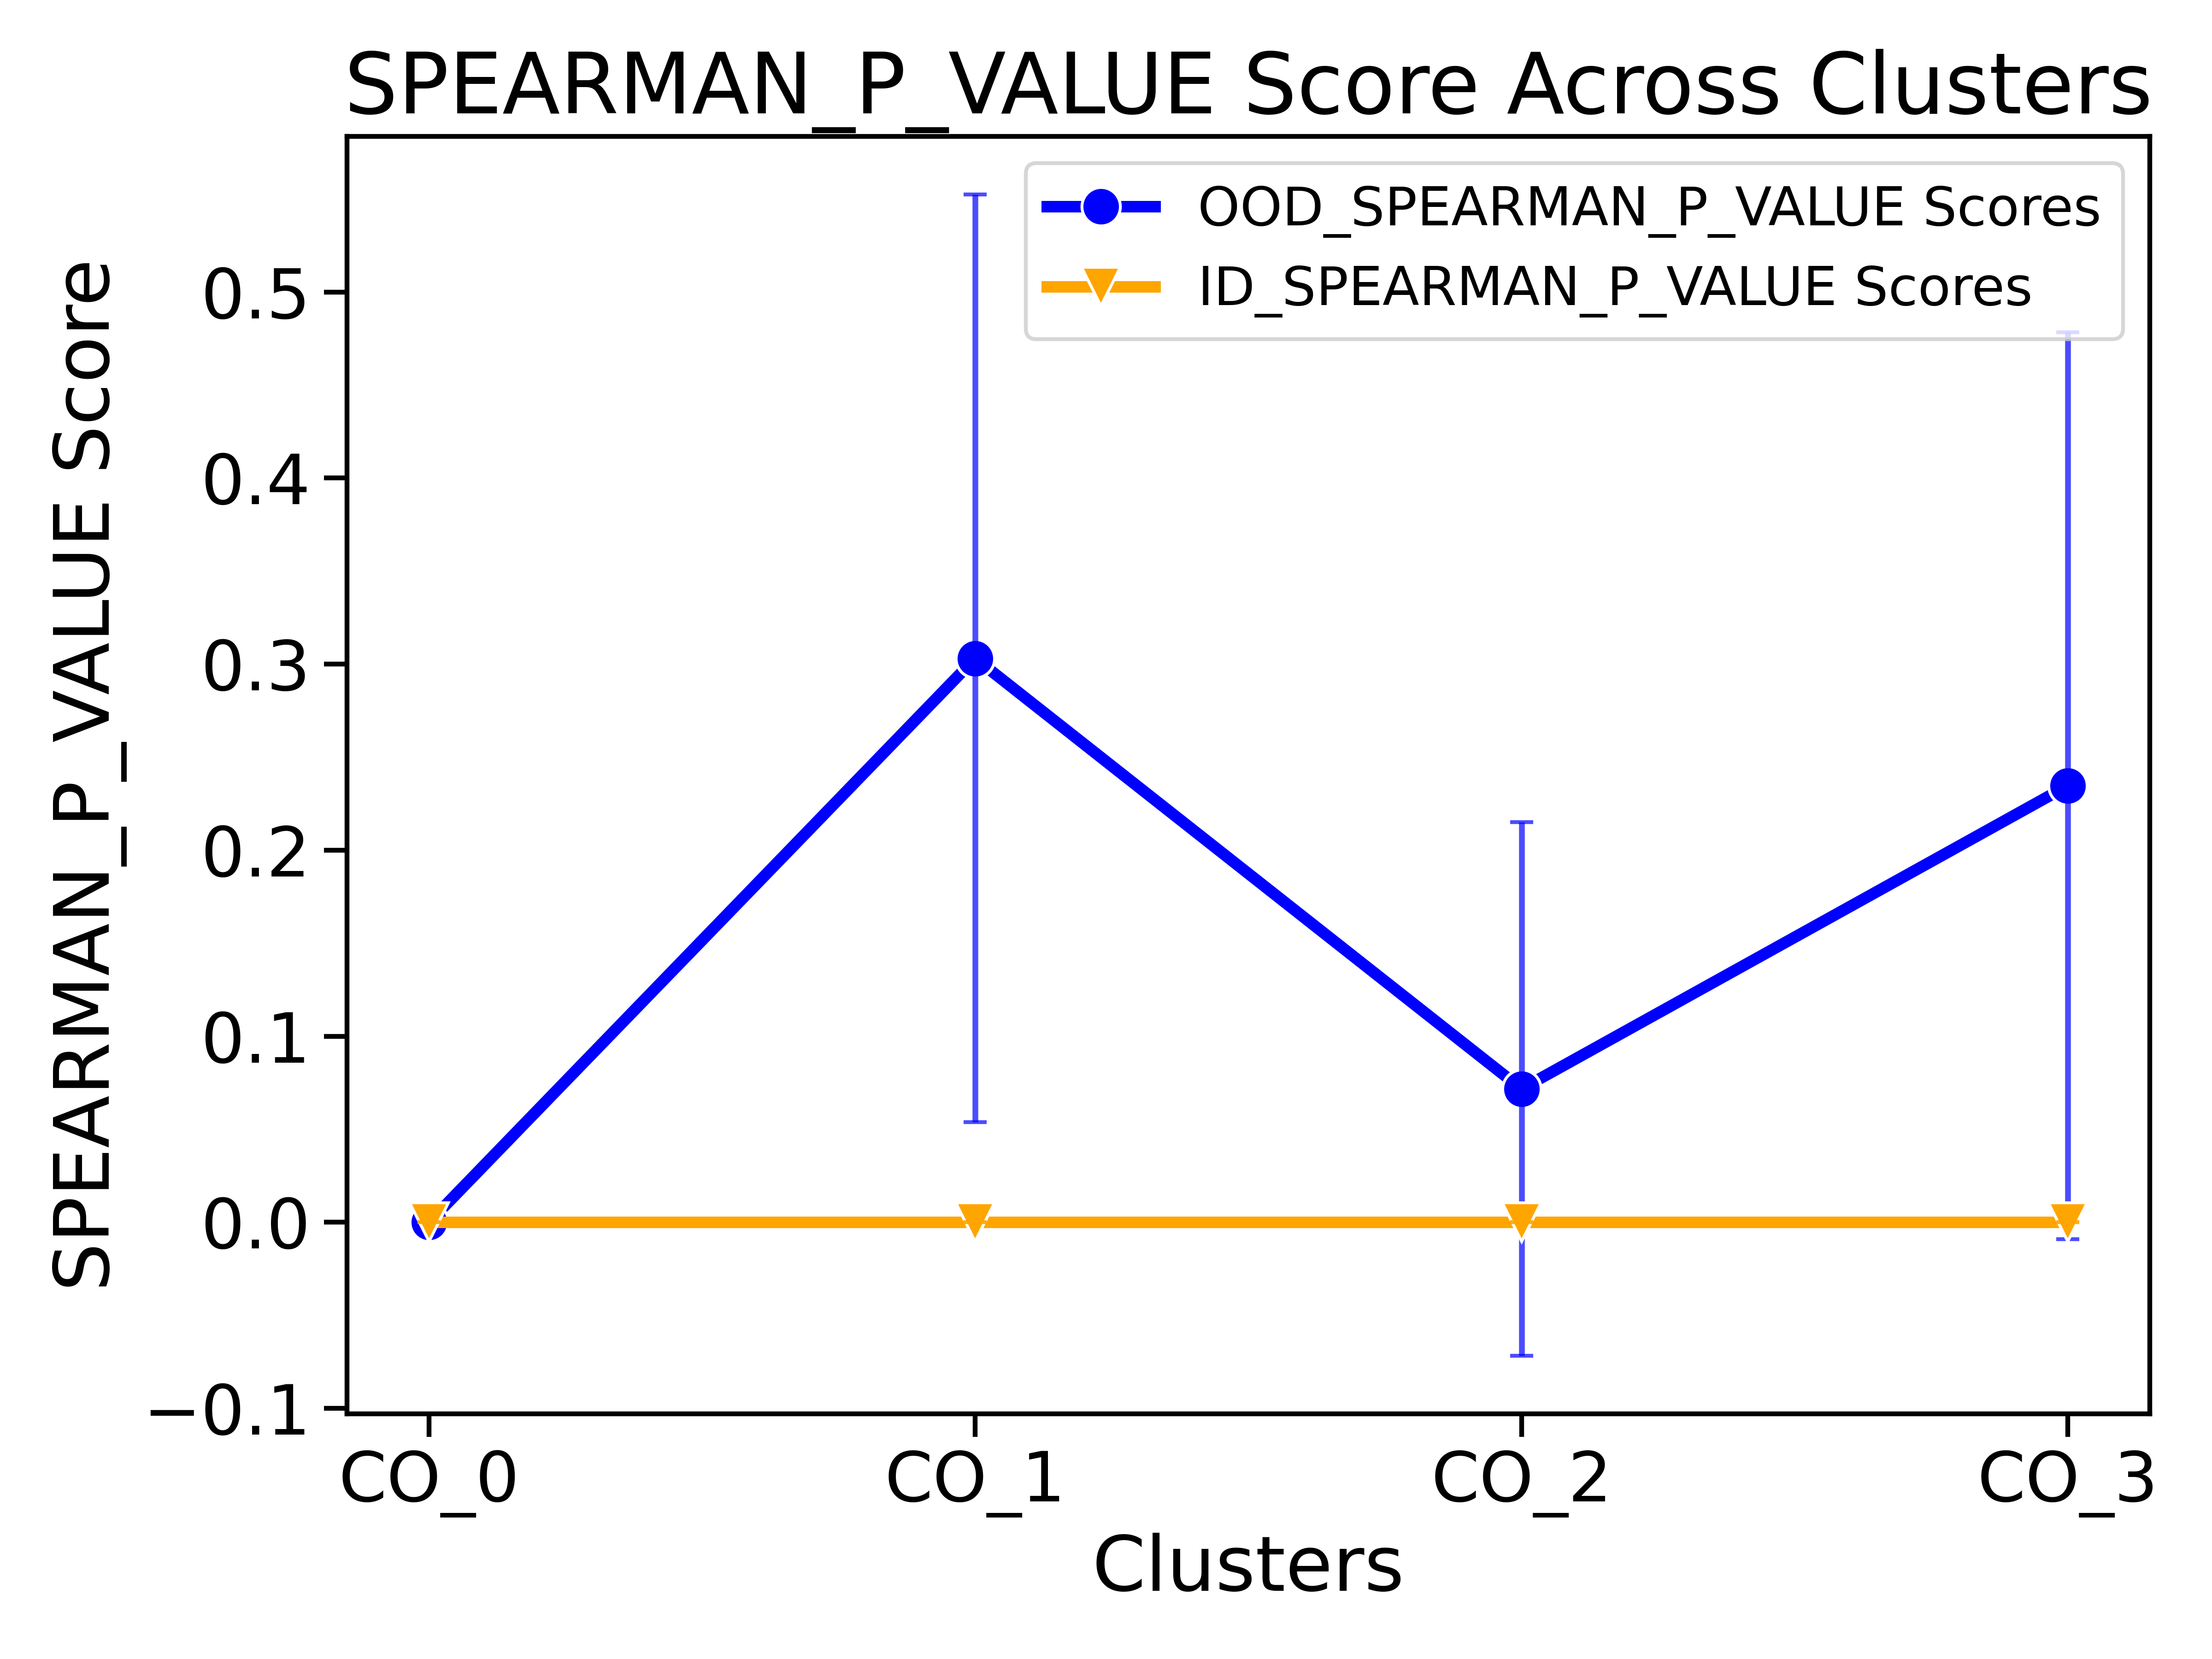 SPEARMAN_P_VALUE Score Across Clusters
OOD_SPEARMAN_P_VALUE Scores
ID_SPEARMAN_P_VALUE Scores
SPEARMAN_P_VALUE Score
0.5
0.4
0.3
0.2
0.1
0.0
−0.1
CO_0 CO_1 CO_2 CO_3
Clusters